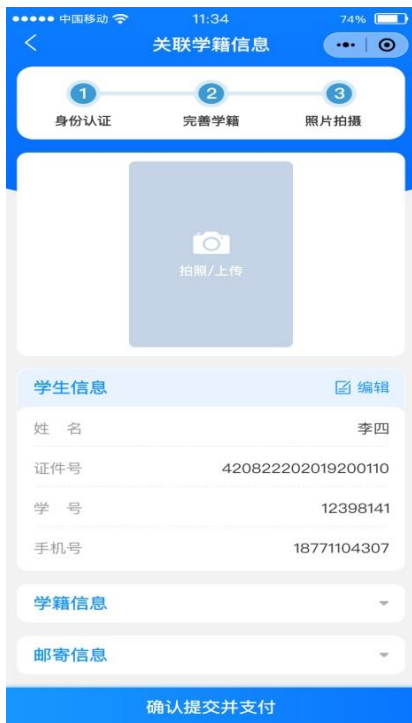 中国移动 11:34 74%
关联学籍信息
1 2 3
身份认证 完善学籍 照片拍摄
拍照/上传
学生信息 编辑
姓 名 李四
证件号 420822202019200110
学 号 12398141
手机号 18771104307
学籍信息
邮寄信息
确认提交并支付